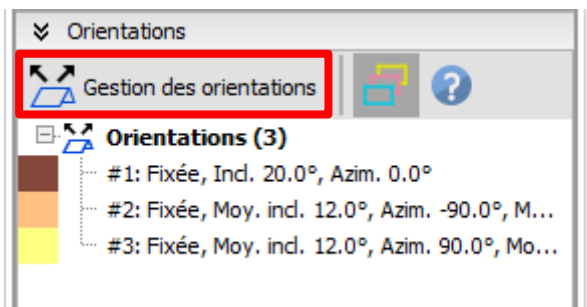 Orientations
Gestion des orientations
Orientations (3)
#1: Fixée, Incl. 20.0°, Azim. 0.0°
#2: Fixée, Moy. incl. 12.0°, Azim. -90.0°, M...
#3: Fixée, Moy. incl. 12.0°, Azim. 90.0°, Mo...